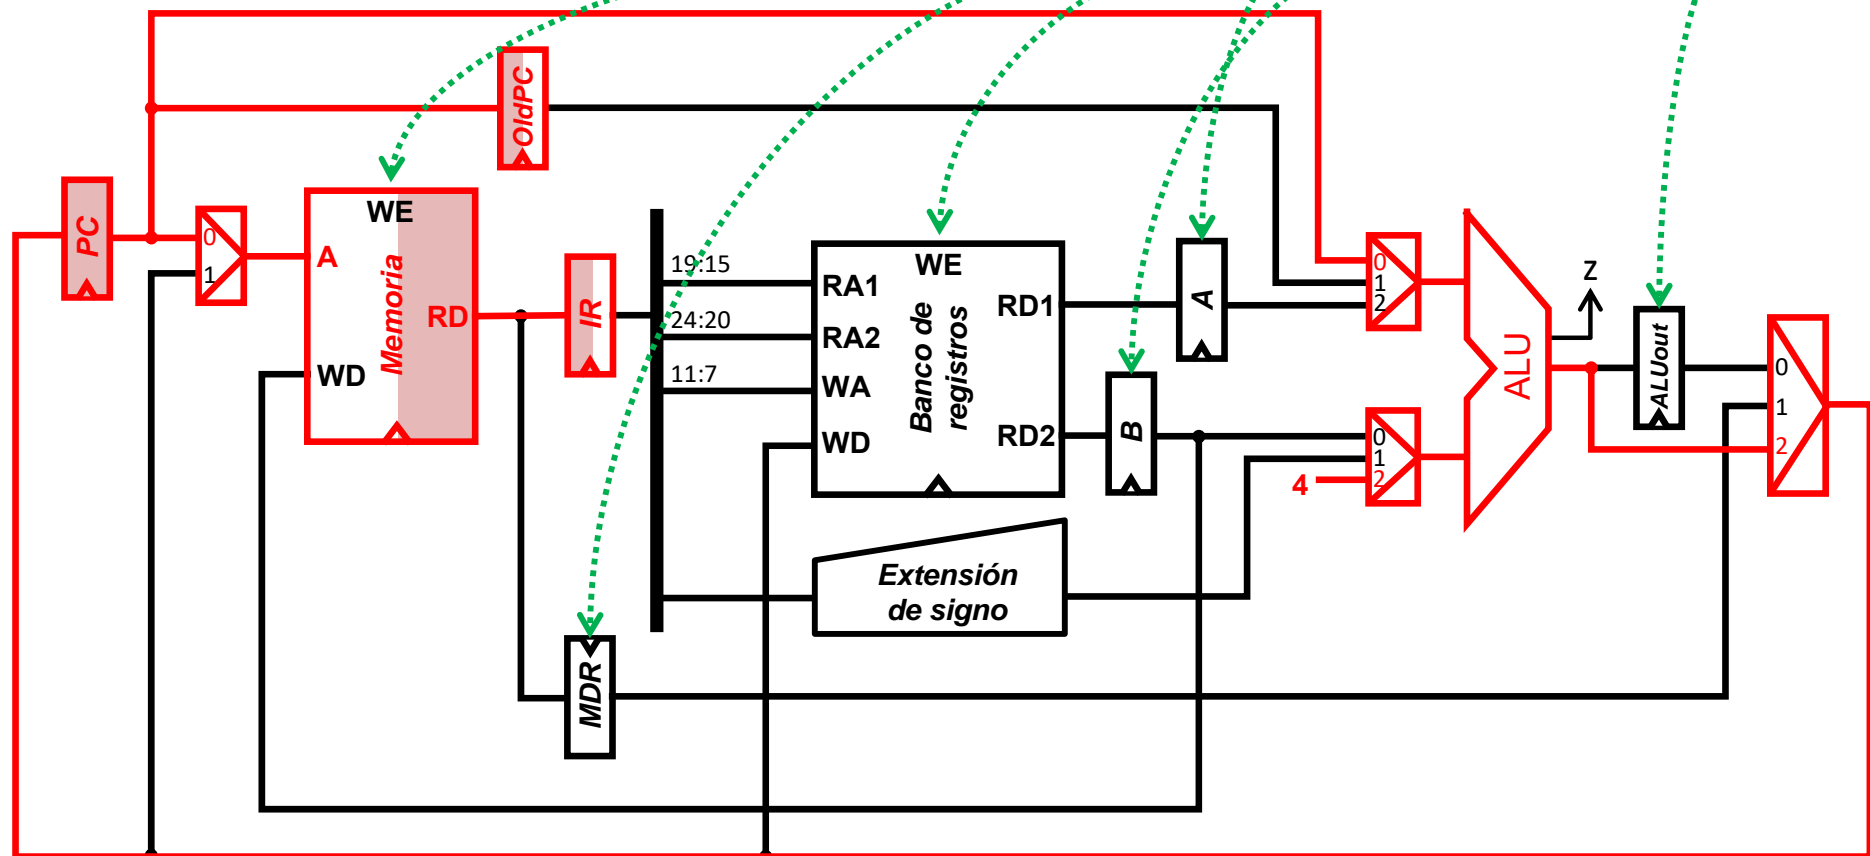 OldPC
PC
0
1
WE
A
Memoria
RD
WD
IR
19:15
24:20
11:7
RA1
RA2
WA
WD
WE
Banco de
registros
RD1
RD2
A
B
0
1
2
0
1
2
4
ALU
Z
ALUout
0
1
2
Extensión
de signo
MDR